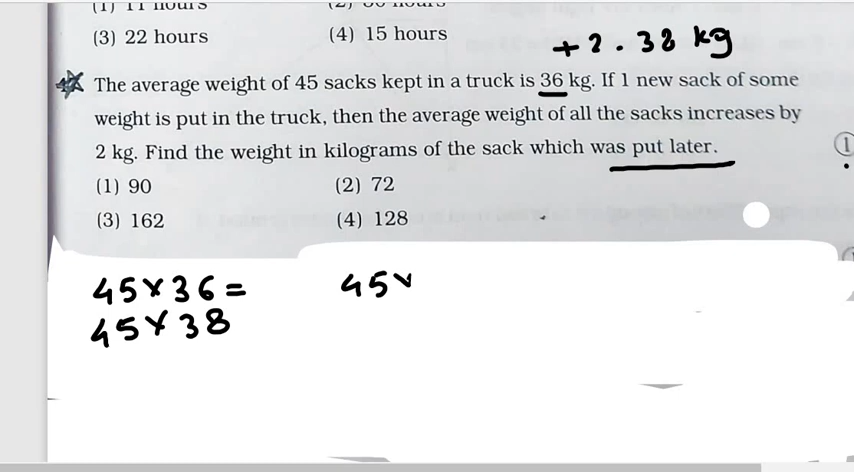 (1) 11 hours
(3) 22 hours (4) 15 hours
+2.38 kg
The average weight of 45 sacks kept in a truck is 36 kg. If 1 new sack of some
weight is put in the truck, then the average weight of all the sacks increases by
2 kg. Find the weight in kilograms of the sack which was put later.
(1) 90 (2) 72
(3) 162 (4) 128
45×36= 45×
45×38